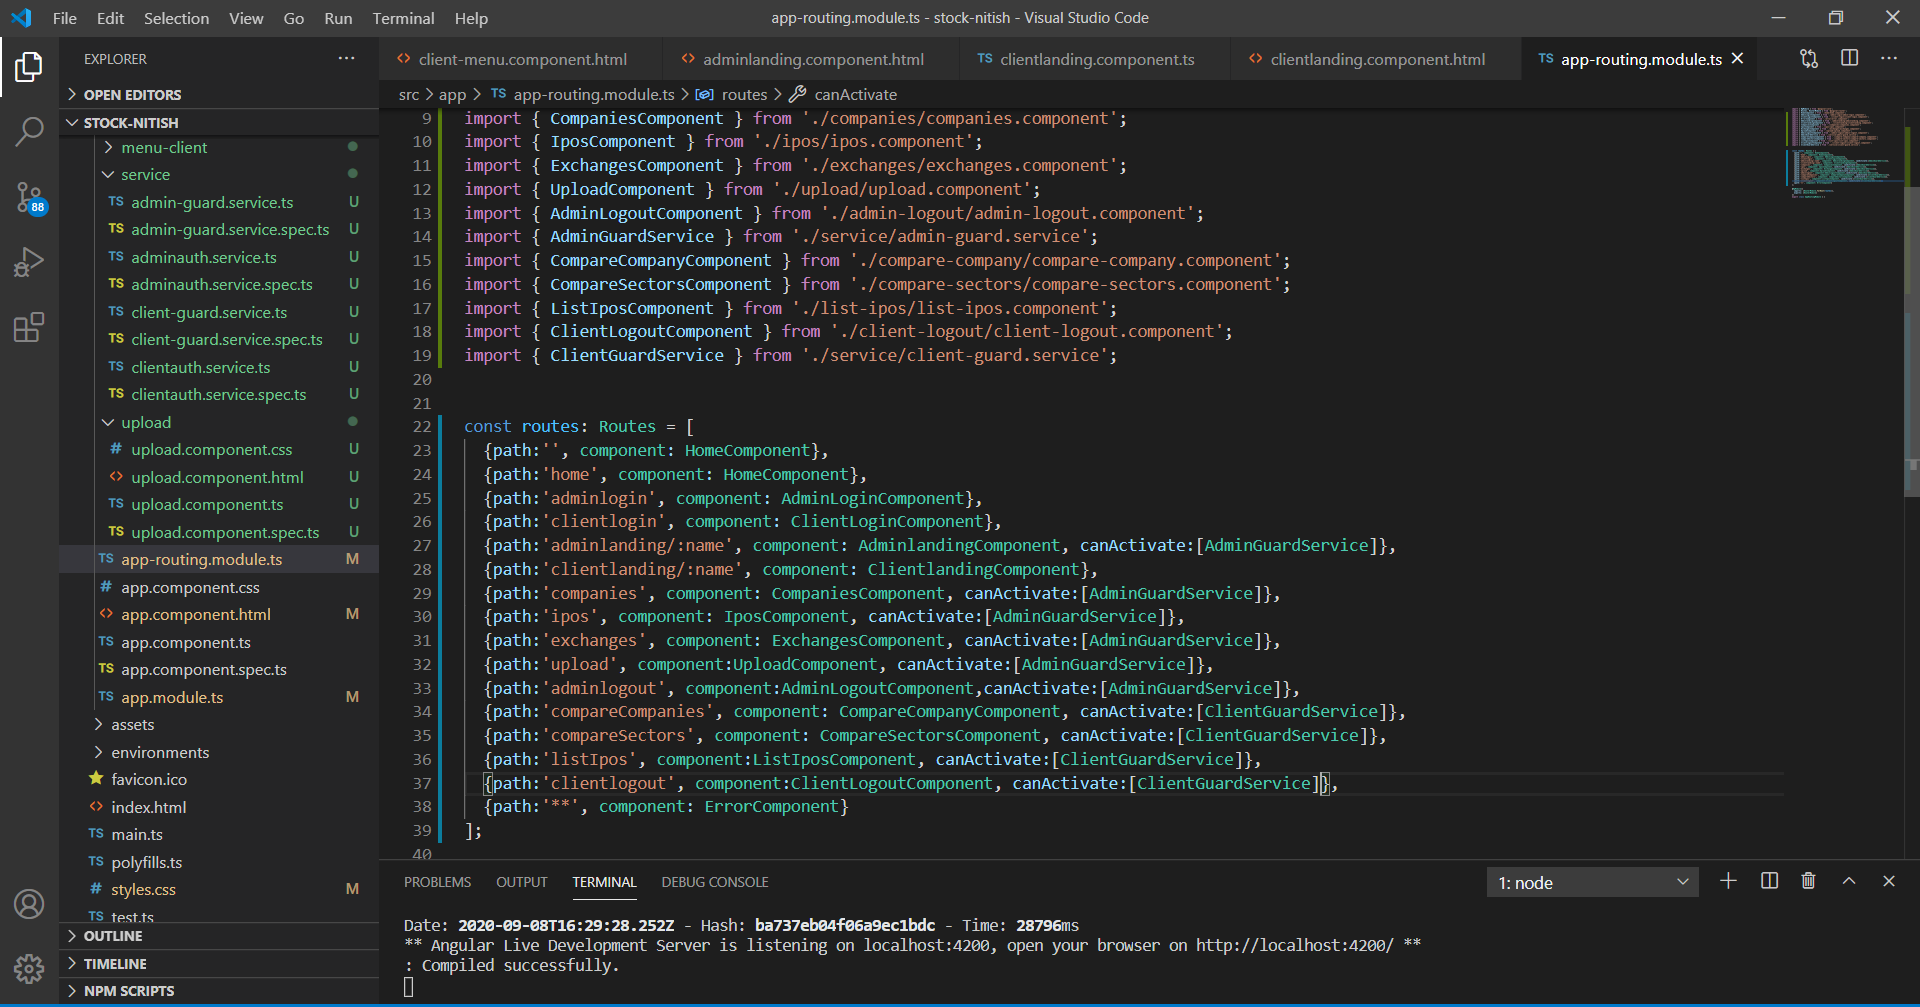 File Edit Selection View Go Run Terminal Help
app-routing.module.ts - stock-nitish - Visual Studio Code
EXPLORER
OPEN EDITORS
STOCK-NITISH
menu-client
service
TS admin-guard.service.ts U
TS admin-guard.service.spec.ts U
TS adminauth.service.ts U
TS adminauth.service.spec.ts U
TS client-guard.service.ts U
TS client-guard.service.spec.ts U
TS clientauth.service.ts U
TS clientauth.service.spec.ts U
upload
# upload.component.css U
<> upload.component.html U
TS upload.component.ts U
TS upload.component.spec.ts U
TS app-routing.module.ts M
# app.component.css
<> app.component.html M
TS app.component.ts
TS app.component.spec.ts
TS app.module.ts M
assets
environments
favicon.ico
<> index.html
TS main.ts
TS polyfills.ts
# styles.css M
TS test.ts
OUTLINE
TIMELINE
NPM SCRIPTS
88
<> client-menu.component.html
<> adminlanding.component.html
TS clientlanding.component.ts
<> clientlanding.component.html
TS app-routing.module.ts
src > app > TS app-routing.module.ts > routes > canActivate
9 import { CompaniesComponent } from './companies/companies.component';
10 import { IposComponent } from './ipos/ipos.component';
11 import { ExchangesComponent } from './exchanges/exchanges.component';
12 import { UploadComponent } from './upload/upload.component';
13 import { AdminLogoutComponent } from './admin-logout/admin-logout.component';
14 import { AdminGuardService } from './service/admin-guard.service';
15 import { CompareCompanyComponent } from './compare-company/compare-company.component';
16 import { CompareSectorsComponent } from './compare-sectors/compare-sectors.component';
17 import { ListIposComponent } from './list-ipos/list-ipos.component';
18 import { ClientLogoutComponent } from './client-logout/client-logout.component';
19 import { ClientGuardService } from './service/client-guard.service';
20
21
22 const routes: Routes = [
23 {path:'', component: HomeComponent},
24 {path:'home', component: HomeComponent},
25 {path:'adminlogin', component: AdminLoginComponent},
26 {path:'clientlogin', component: ClientLoginComponent},
27 {path:'adminlanding/:name', component: AdminlandingComponent, canActivate:[AdminGuardService]},
28 {path:'clientlanding/:name', component: ClientlandingComponent},
29 {path:'companies', component: CompaniesComponent, canActivate:[AdminGuardService]},
30 {path:'ipos', component: IposComponent, canActivate:[AdminGuardService]},
31 {path:'exchanges', component: ExchangesComponent, canActivate:[AdminGuardService]},
32 {path:'upload', component:UploadComponent, canActivate:[AdminGuardService]},
33 {path:'adminlogout', component:AdminLogoutComponent,canActivate:[AdminGuardService]},
34 {path:'compareCompanies', component: CompareCompanyComponent, canActivate:[ClientGuardService]},
35 {path:'compareSectors', component: CompareSectorsComponent, canActivate:[ClientGuardService]},
36 {path:'listIpos', component:ListIposComponent, canActivate:[ClientGuardService]},
37 {path:'clientlogout', component:ClientLogoutComponent, canActivate:[ClientGuardService]},
38 {path:'**', component: ErrorComponent}
39 ];
40
PROBLEMS OUTPUT TERMINAL DEBUG CONSOLE
1: node
Date: 2020-09-08T16:29:28.252Z - Hash: ba737eb04f06a9ec1bdc - Time: 28796ms
** Angular Live Development Server is listening on localhost:4200, open your browser on http://localhost:4200/ **
: Compiled successfully.